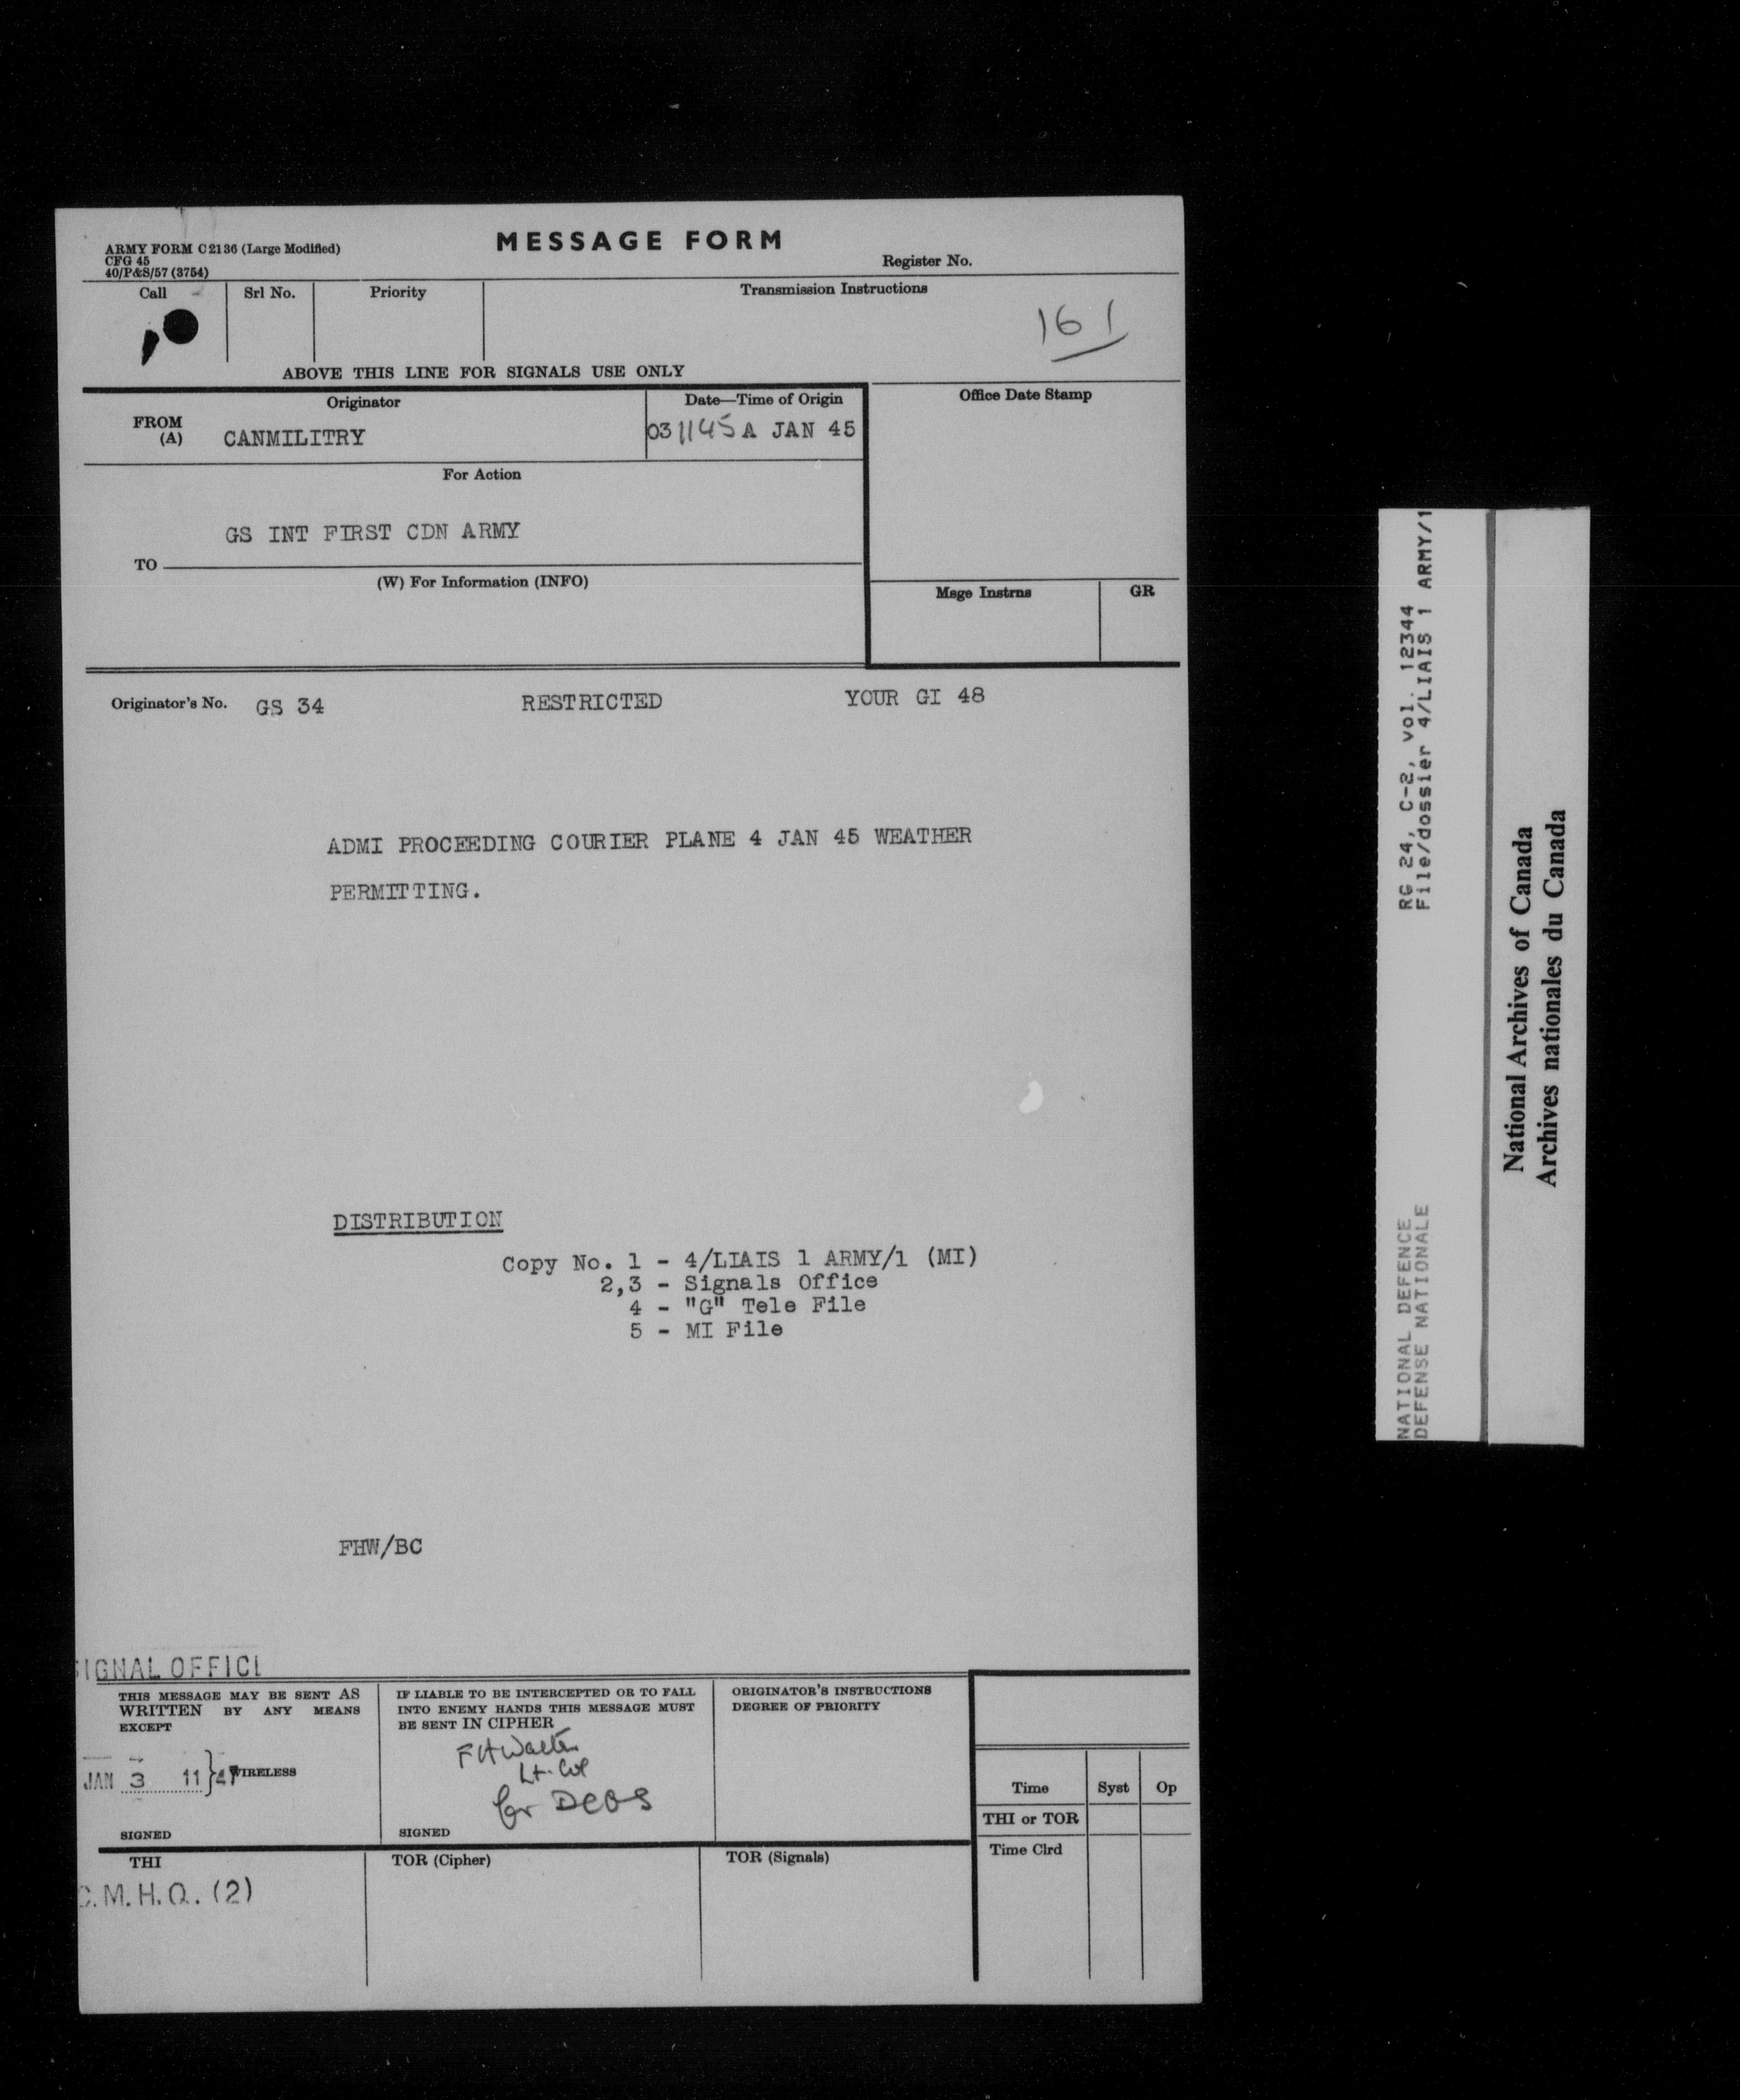 MESSAGE FORM
ARMY FORM C2136 (Large Modified)
CFG 45
40/P&S/57 (3754)
Register No.
Call
Srl No.
Priority
Transmission Instructions
161
ABOVE THIS LINE FOR SIGNALS USE ONLY
Originator
Date—Time of Origin
Office Date Stamp
FROM
(A)
CANMILITRY
031145A JAN 45
For Action
GS INT FIRST CDN ARMY
TO
(W) For Information (INFO)
Msge Instrns
GR
Originator's No. GS 34 RESTRICTED YOUR GI 48
ADMI PROCEEDING COURIER PLANE 4 JAN 45 WEATHER
PERMITTING.
DISTRIBUTION
Copy No. 1 - 4/LIAIS 1 ARMY/1 (MI)
2,3 - Signals Office
4 - "G" Tele File
5 - MI File
FHW/BC
IGNAL OFFICE
THIS MESSAGE MAY BE SENT AS
WRITTEN BY ANY MEANS
EXCEPT
JAN 3 11
WIRELESS
SIGNED
IF LIABLE TO BE INTERCEPTED OR TO FALL
INTO ENEMY HANDS THIS MESSAGE MUST
BE SENT IN CIPHER
Lt. Col
for DCOS
SIGNED
ORIGINATOR'S INSTRUCTIONS
DEGREE OF PRIORITY
Time
Syst
Op
THI or TOR
Time Clrd
THI
TOR (Cipher)
TOR (Signals)
C.M.H.Q. (2)
RG 24, C-2, vol. 12344
File/dossier 4/LIAIS 1 ARMY/1
NATIONAL DEFENCE
DEFENSE NATIONALE
National Archives of Canada
Archives nationales du Canada